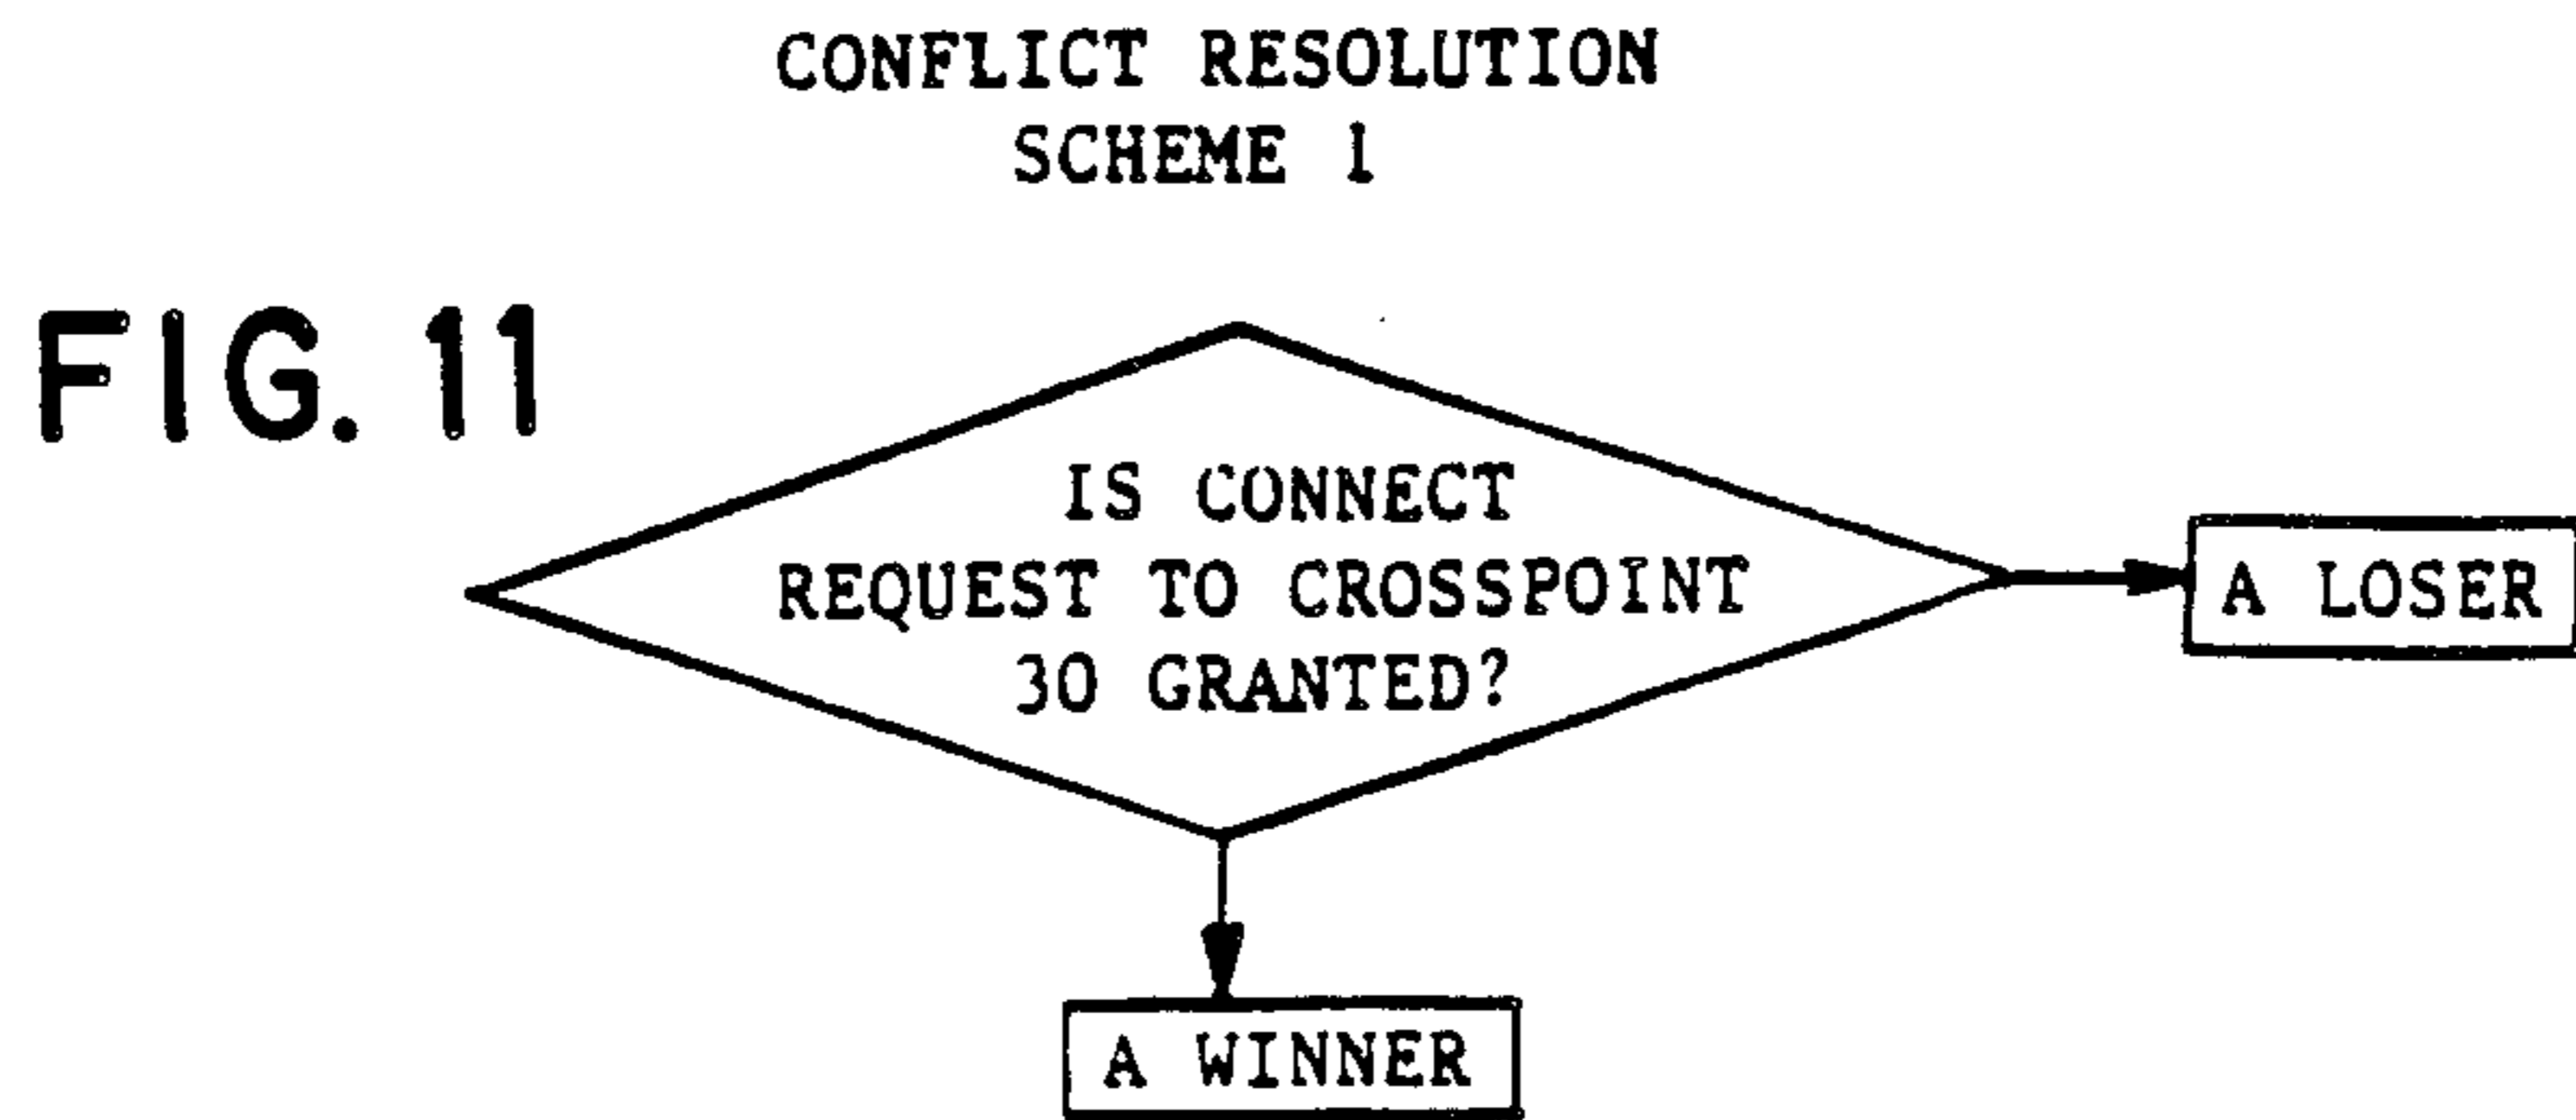 CONFLICT RESOLUTION
SCHEME 1
FIG. 11
IS CONNECT
REQUEST TO CROSSPOINT
30 GRANTED?
A LOSER
A WINNER